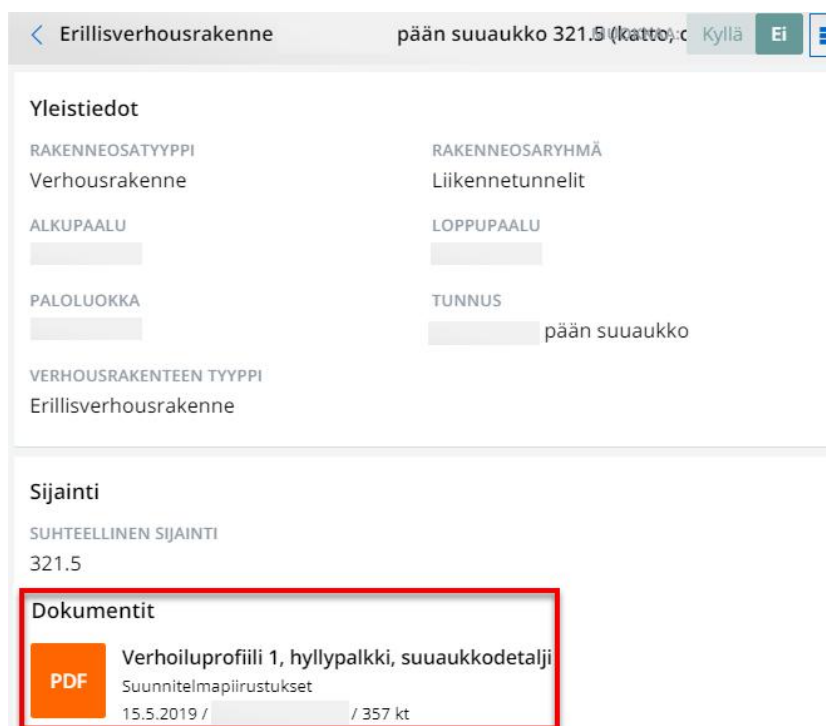 Erillisverhousrakenne pään suuaukko 321.5 (katto, Kyllä Ei
Yleistiedot
RAKENNEOSATYYPPI RAKENNEOSARYHMÄ
Verhousrakenne Liikennetunnelit
ALKUPAALU LOPPUPAALU
PALOLUOKKA TUNNUS
pään suuaukko
VERHOUSRAKENTEEN TYYPPI
Erillisverhousrakenne
Sijainti
SUHTEELLINEN SIJAINTI
321.5
Dokumentit
PDF Verhoiluprofiili 1, hyllypalkki, suuaukkodetalji
Suunnitelmapiirustukset
15.5.2019 / / 357 kt